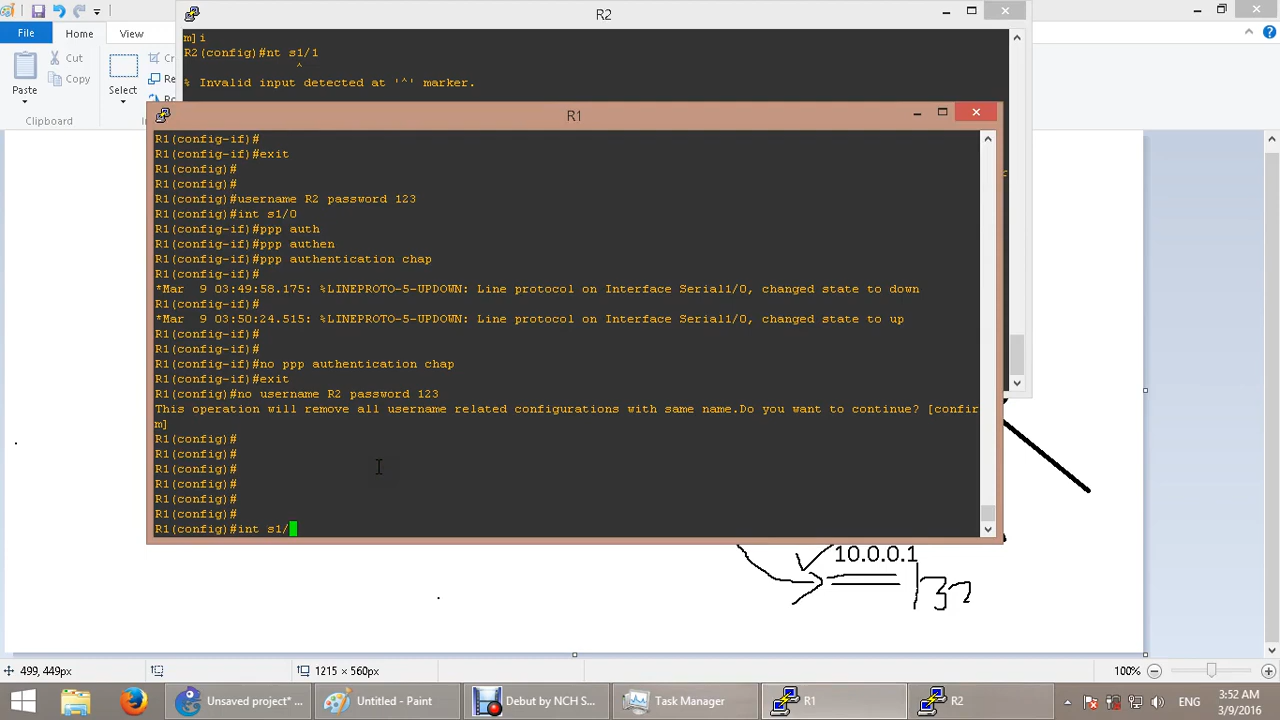 R2
File
Home
View
Paste
Cut
Copy
Clipboard
Select
m]i
R2(config)#nt s1/1
^
% Invalid input detected at '^' marker.
R1
R1(config-if)#
R1(config-if)#exit
R1(config)#
R1(config)#
R1(config)#username R2 password 123
R1(config)#int s1/0
R1(config-if)#ppp auth
R1(config-if)#ppp authen
R1(config-if)#ppp authentication chap
R1(config-if)#
*Mar  9 03:49:58.175: %LINEPROTO-5-UPDOWN: Line protocol on Interface Serial1/0, changed state to down
R1(config-if)#
*Mar  9 03:50:24.515: %LINEPROTO-5-UPDOWN: Line protocol on Interface Serial1/0, changed state to up
R1(config-if)#
R1(config-if)#
R1(config-if)#no ppp authentication chap
R1(config-if)#exit
R1(config)#no username R2 password 123
This operation will remove all username related configurations with same name.Do you want to continue? [confir
m]
R1(config)#
R1(config)#
R1(config)#
R1(config)#
R1(config)#
R1(config)#
R1(config)#int s1/
10.0.0.1
132
499, 449px
1215 × 560px
100%
Unsaved project*...
Untitled - Paint
Debut by NCH S...
Task Manager
R1
R2
ENG
3:52 AM
3/9/2016